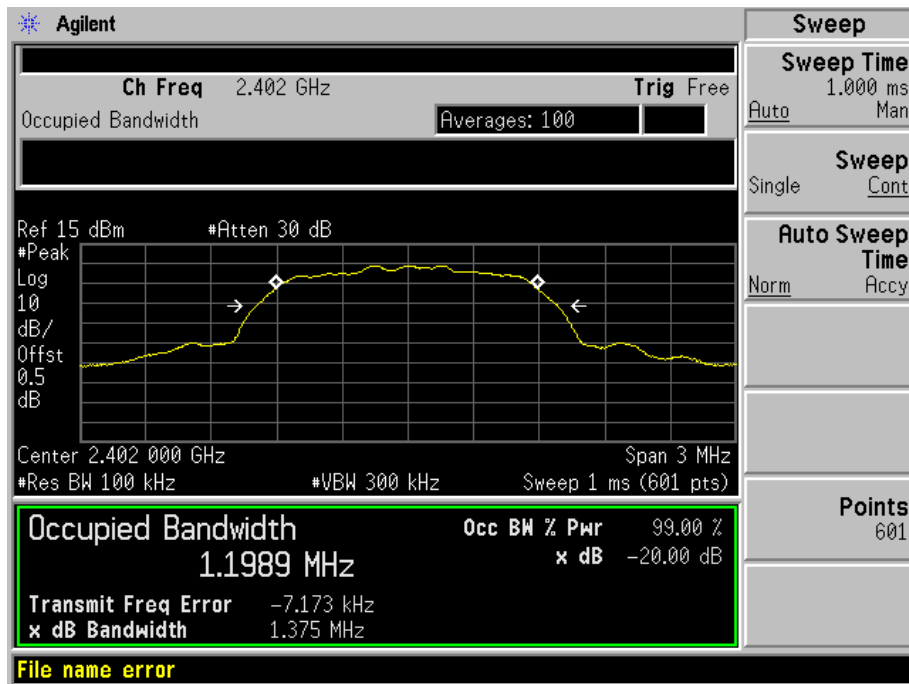 Agilent
Sweep
Ch Freq 2.402 GHz
Trig Free
Occupied Bandwidth
Averages: 100
Ref 15 dBm
#Atten 30 dB
#Peak
Log
10
dB/
Offst
0.5
dB
Center 2.402 000 GHz
Span 3 MHz
#Res BW 100 kHz
#VBW 300 kHz
Sweep 1 ms (601 pts)
Occupied Bandwidth
1.1989 MHz
Occ BW % Pwr 99.00 %
x dB -20.00 dB
Transmit Freq Error -7.173 kHz
x dB Bandwidth 1.375 MHz
File name error
Sweep Time
1.000 ms
Auto Man
Sweep
Single Cont
Auto Sweep
Time
Norm Accy
Points
601